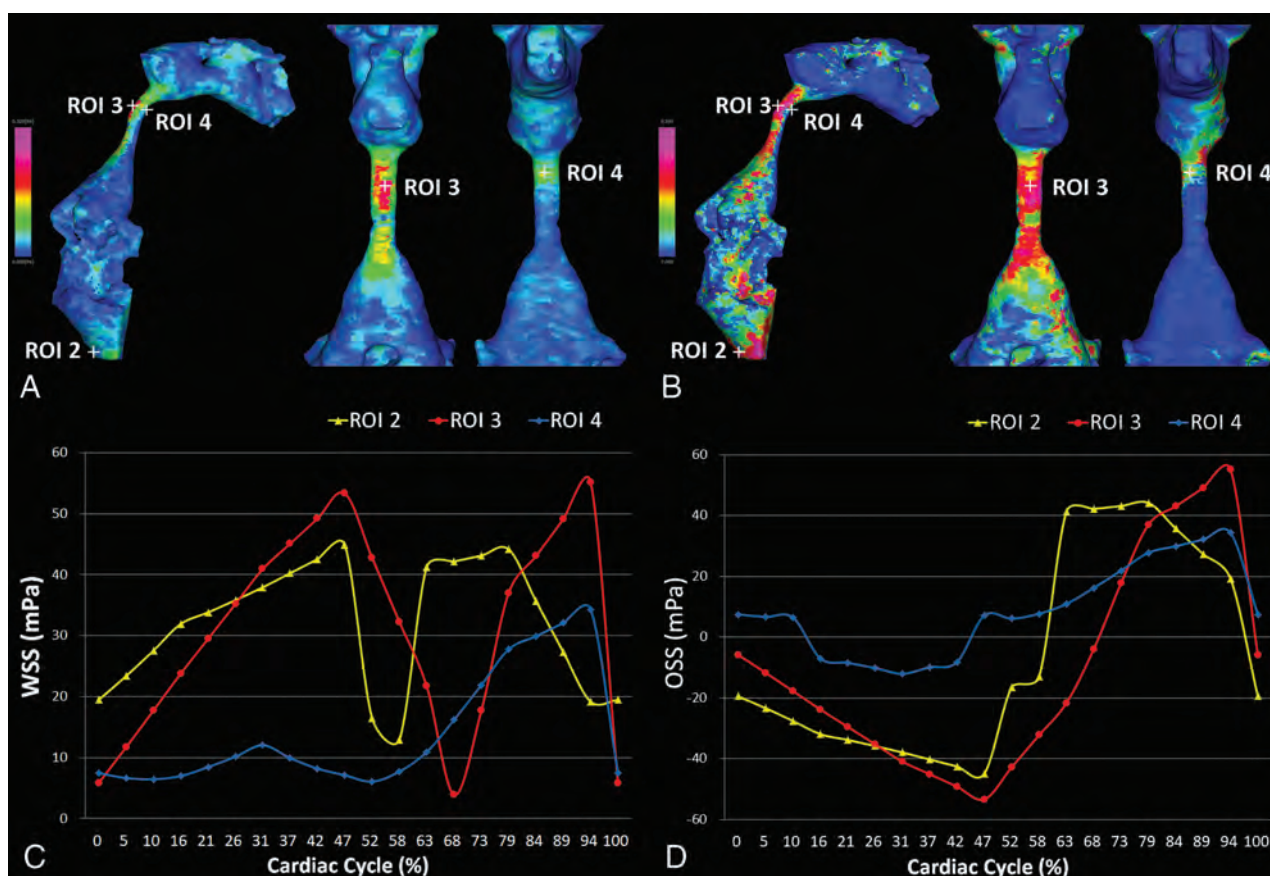 ROI 3
ROI 4
ROI 2
ROI 3
ROI 4
A
ROI 3
ROI 4
ROI 2
ROI 3
ROI 4
B
ROI 2 ROI 3 ROI 4
60
50
40
30
20
10
0
WSS (mPa)
0 5 10 16 21 26 31 37 42 47 52 58 63 68 73 79 84 89 94 100
Cardiac Cycle (%)
C
ROI 2 ROI 3 ROI 4
60
40
20
0
-20
-40
-60
OSS (mPa)
0 5 10 16 21 26 31 37 42 47 52 58 63 68 73 79 84 89 94 100
Cardiac Cycle (%)
D